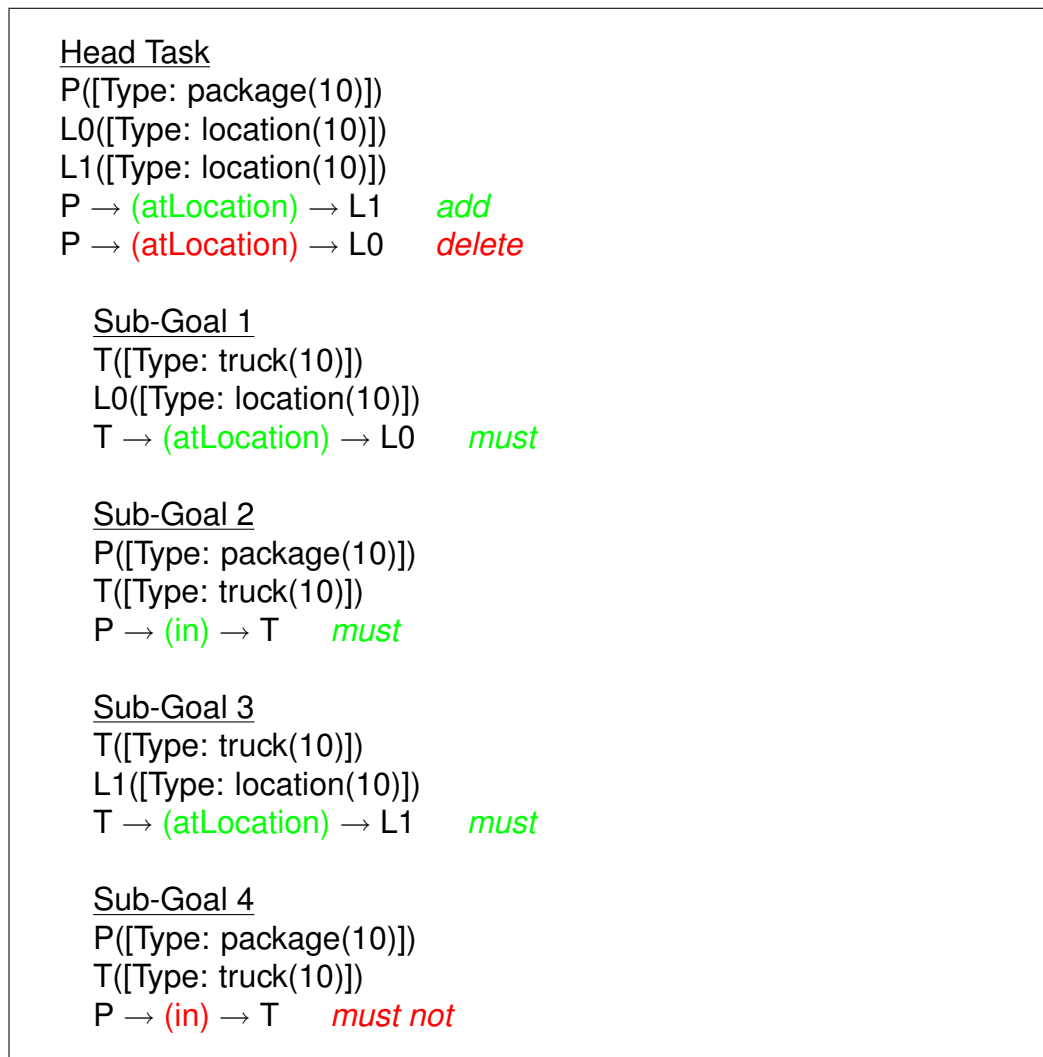 Head Task
P([Type: package(10)])
L0([Type: location(10)])
L1([Type: location(10)])
P → (atLocation) → L1 add
P → (atLocation) → L0 delete
Sub-Goal 1
T([Type: truck(10)])
L0([Type: location(10)])
T → (atLocation) → L0 must
Sub-Goal 2
P([Type: package(10)])
T([Type: truck(10)])
P → (in) → T must
Sub-Goal 3
T([Type: truck(10)])
L1([Type: location(10)])
T → (atLocation) → L1 must
Sub-Goal 4
P([Type: package(10)])
T([Type: truck(10)])
P → (in) → T must not